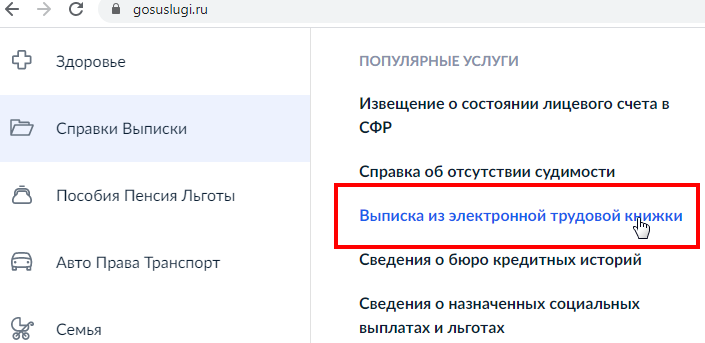 gosuslugi.ru
Здоровье
Справки Выписки
Пособия Пенсия Льготы
Авто Права Транспорт
Семья
ПОПУЛЯРНЫЕ УСЛУГИ
Извещение о состоянии лицевого счета в
СФР
Справка об отсутствии судимости
Выписка из электронной трудовой книжки
Сведения о бюро кредитных историй
Сведения о назначенных социальных
выплатах и льготах